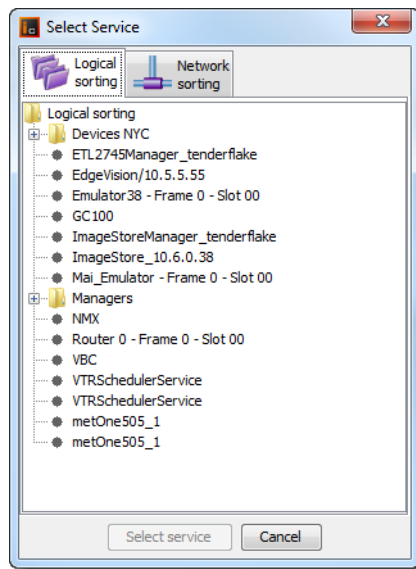 Select Service
Logical
sorting
Network
sorting
Logical sorting
Devices NYC
ETL2745Manager_tenderflake
EdgeVision/10.5.5.55
Emulator38 - Frame 0 - Slot 00
GC100
ImageStoreManager_tenderflake
ImageStore_10.6.0.38
Mai_Emulator - Frame 0 - Slot 00
Managers
NMX
Router 0 - Frame 0 - Slot 00
VBC
VTRSchedulerService
VTRSchedulerService
metOne505_1
metOne505_1
Select service
Cancel